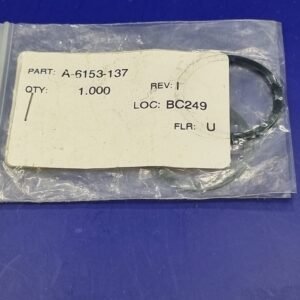 PART: A-6153-137
QTY: 1.000 REV: I
LOC: BC249
FLR: U